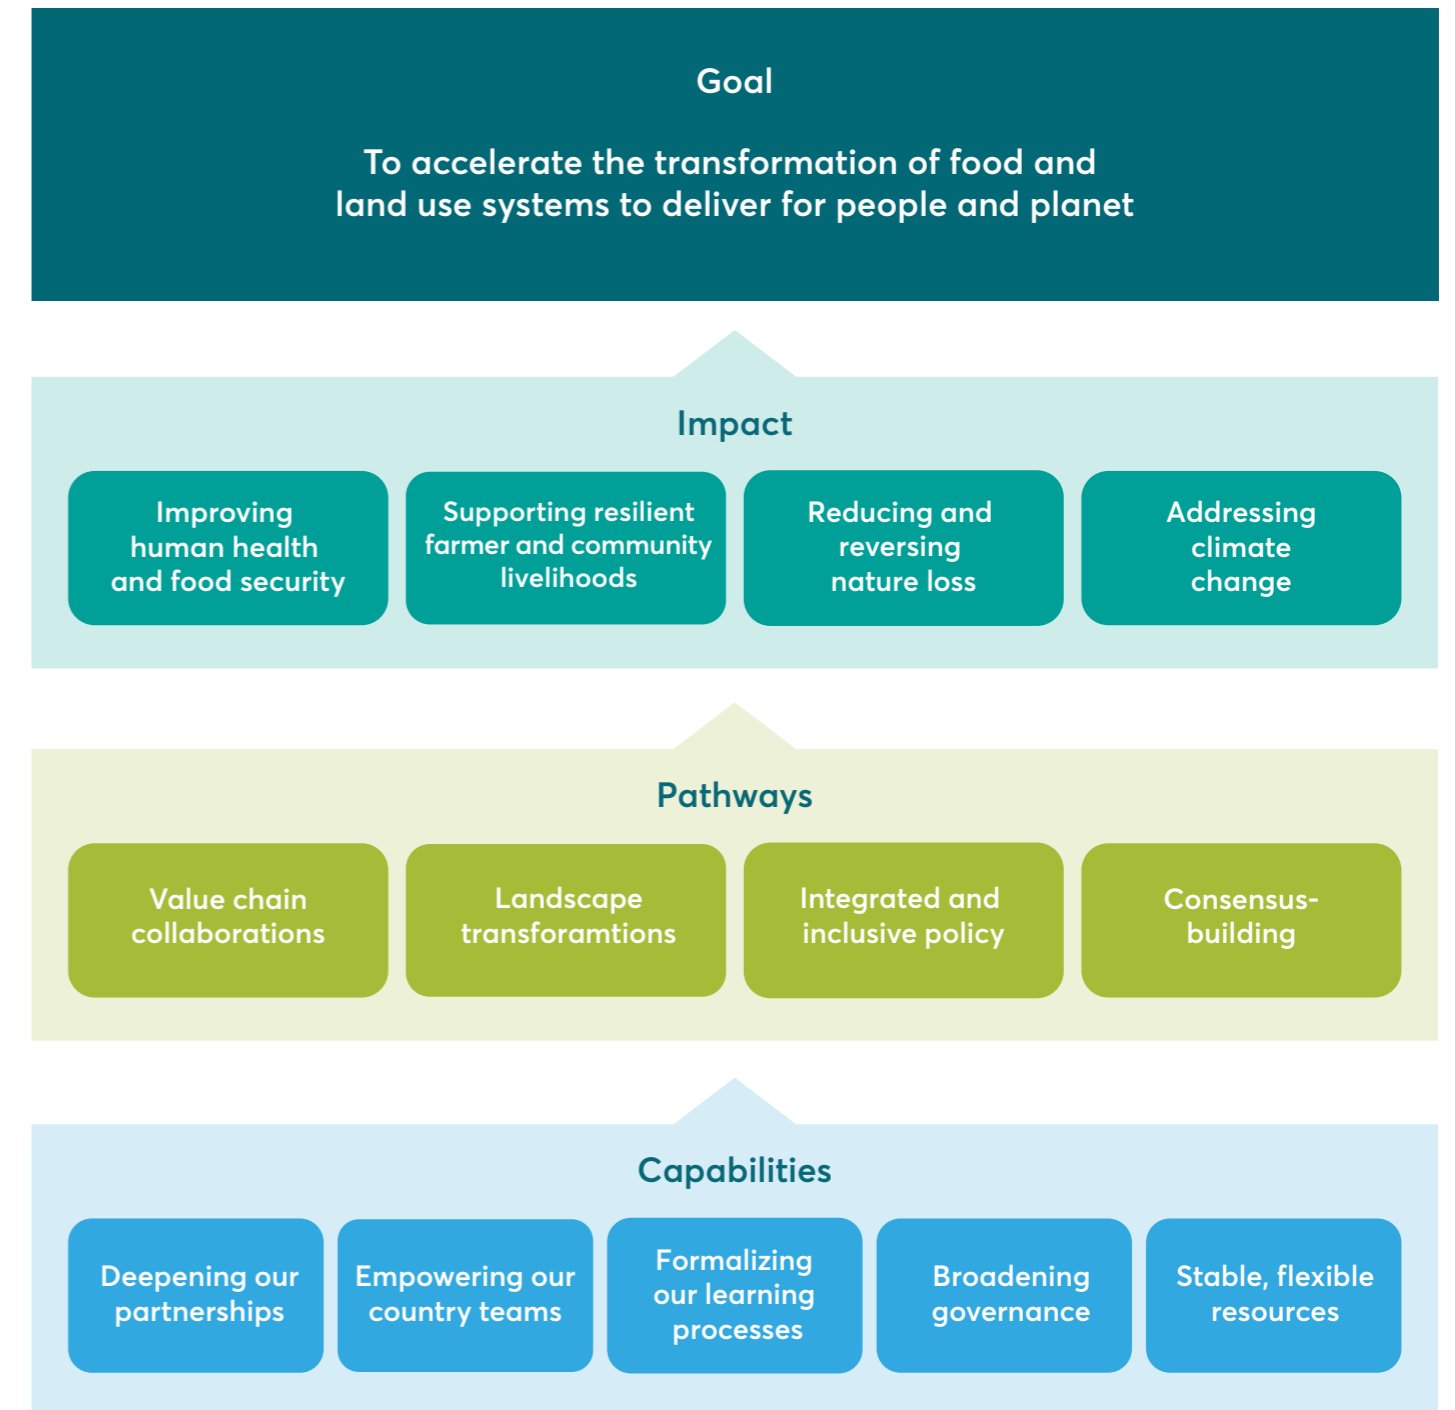 Goal
To accelerate the transformation of food and
land use systems to deliver for people and planet
Impact
Improving
human health
and food security
Supporting resilient
farmer and community
livelihoods
Reducing and
reversing
nature loss
Addressing
climate
change
Pathways
Value chain
collaborations
Landscape
transforamtions
Integrated and
inclusive policy
Consensus-
building
Capabilities
Deepening our
partnerships
Empowering our
country teams
Formalizing
our learning
processes
Broadening
governance
Stable, flexible
resources